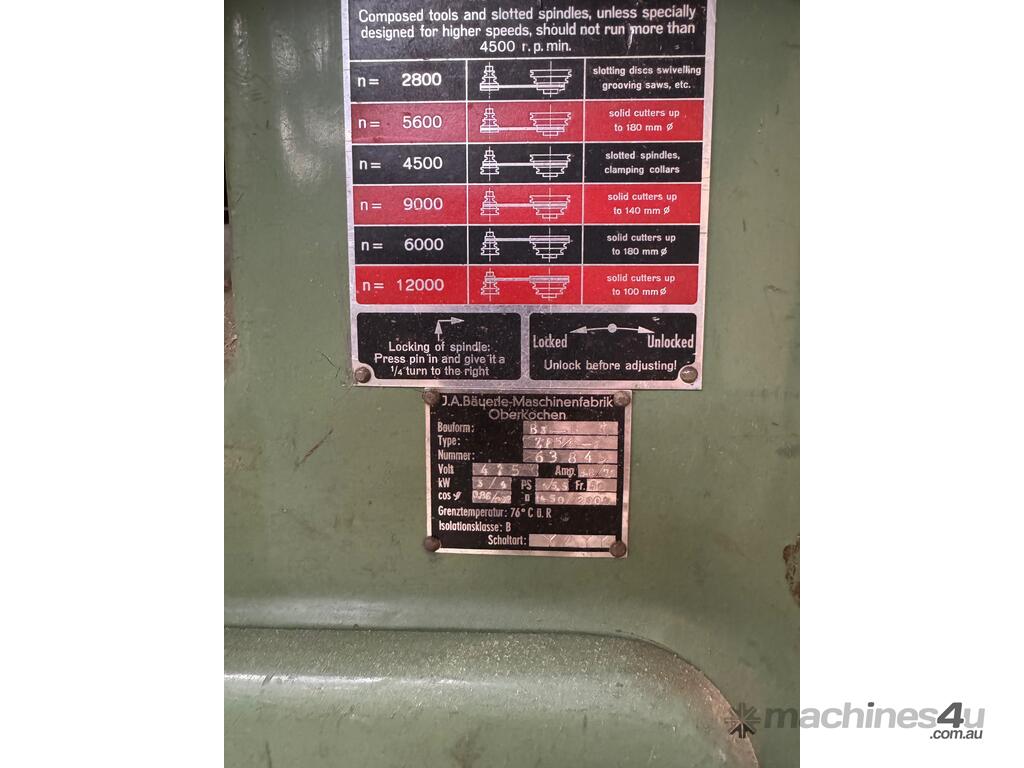 Composed tools and slotted spindles, unless specially
designed for higher speeds, should not run more than
4500 r.p.min.
n= 2800
slotting discs swivelling
grooving saws, etc.
n= 5600
solid cutters up
to 180 mm ø
n= 4500
slotted spindles,
clamping collars
n= 9000
solid cutters up
to 140 mm ø
n= 6000
solid cutters up
to 180 mm ø
n= 12000
solid cutters up
to 100 mm ø
Locking of spindle:
Press pin in and give it a
1/4 turn to the right
Locked Unlocked
Unlock before adjusting!
J.A.Bäuerle-Maschinenfabrik
Oberkochen
Bauform:
Type:
Nummer:
Volt 415 Amp.
kW 3/4 PS Fr.
cos φ n
Grenztemperatur: 76° C ü. R
Isolationsklasse: B
Schaltart:
machines4u
.com.au